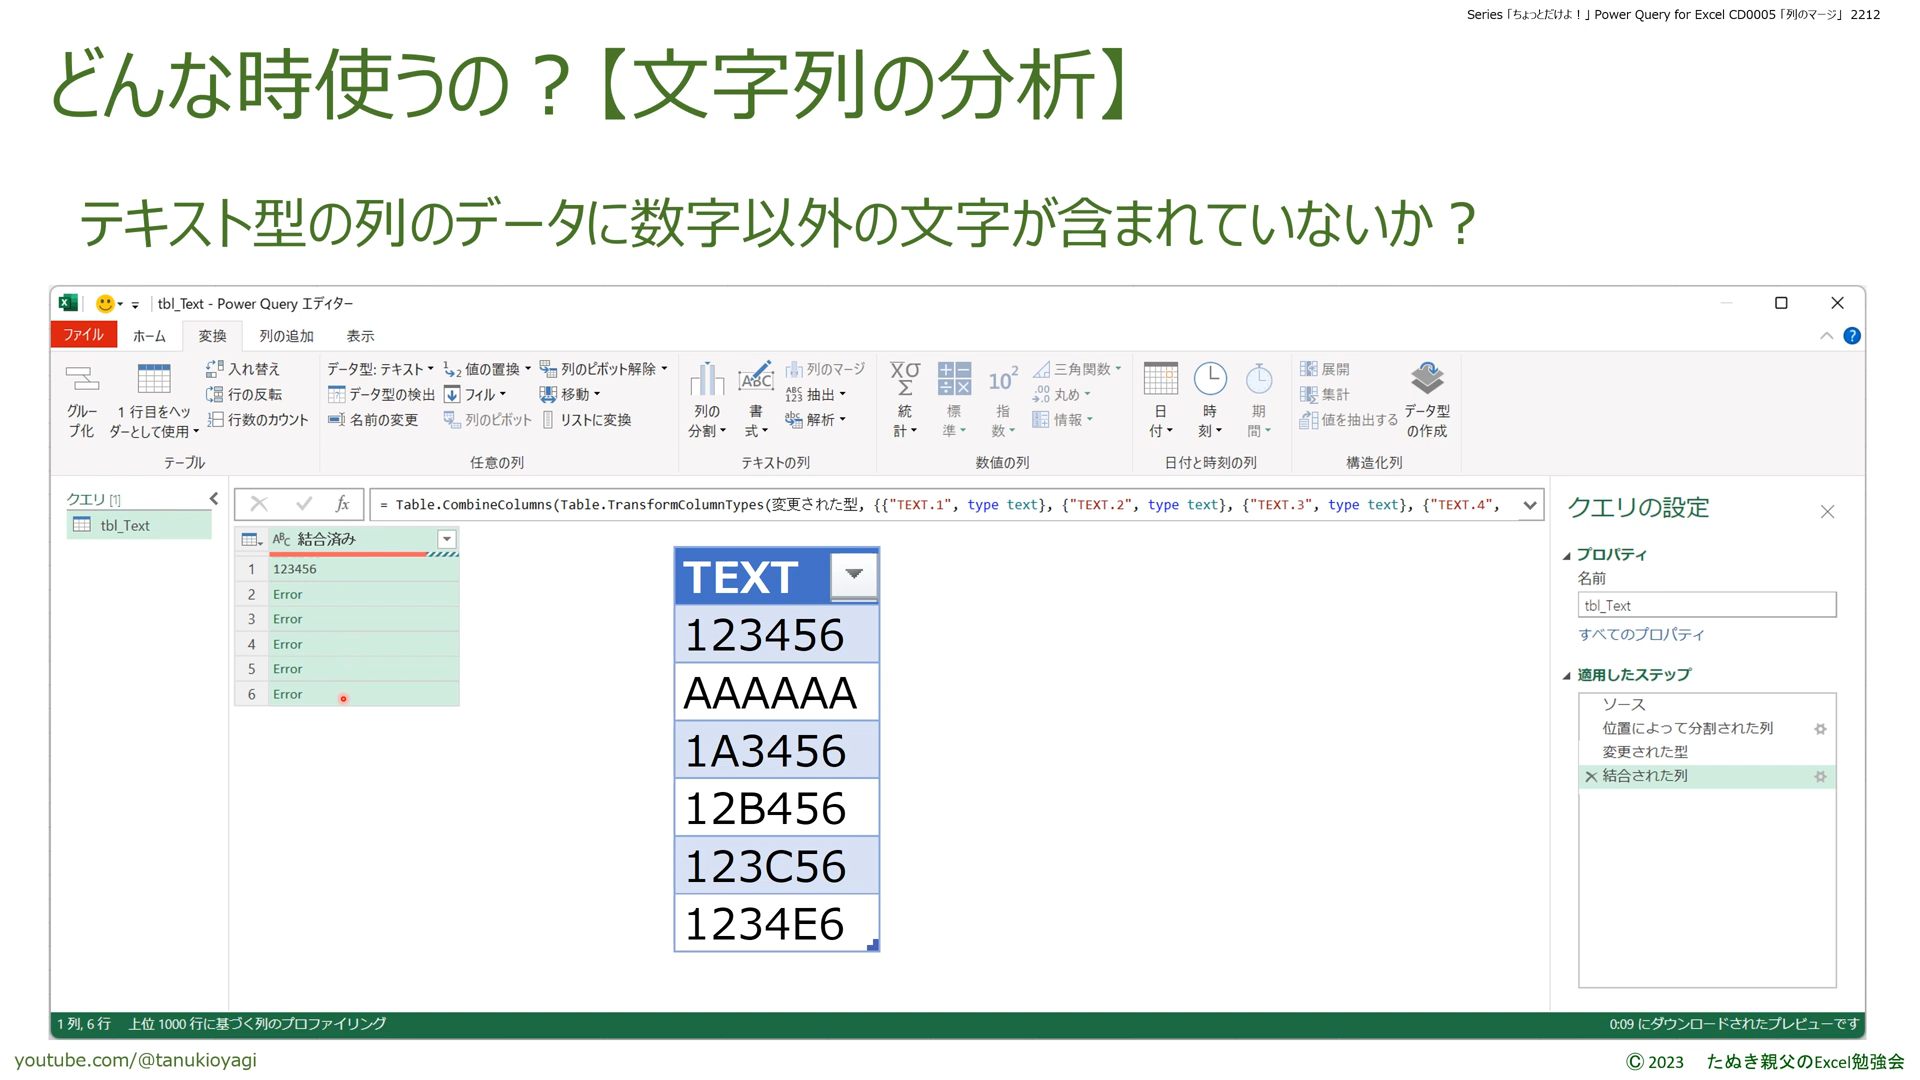 Series「ちょっとだけよ！」Power Query for Excel CD0005「列のマージ」 2212
どんな時使うの？【文字列の分析】
テキスト型の列のデータに数字以外の文字が含まれていないか？
tbl_Text - Power Query エディター
ファイル ホーム 変換 列の追加 表示
グループ化
1 行目をヘッダーとして使用
入れ替え
行の反転
行数のカウント
テーブル
データ型: テキスト
データ型の検出
名前の変更
値の置換
フィル
列のピボット
列のピボット解除
移動
リストに変換
任意の列
列の分割
書式
列のマージ
抽出
解析
テキストの列
統計
標準
指数
三角関数
丸め
情報
数値の列
日付
時刻
期間
日付と時刻の列
展開
集計
値を抽出する
データ型の作成
構造化列
クエリ [1]
tbl_Text
= Table.CombineColumns(Table.TransformColumnTypes(変更された型, {{"TEXT.1", type text}, {"TEXT.2", type text}, {"TEXT.3", type text}, {"TEXT.4",
結合済み
1 123456
2 Error
3 Error
4 Error
5 Error
6 Error
TEXT
123456
AAAAAA
1A3456
12B456
123C56
1234E6
クエリの設定
プロパティ
名前
tbl_Text
すべてのプロパティ
適用したステップ
ソース
位置によって分割された列
変更された型
結合された列
1 列, 6 行 上位 1000 行に基づく列のプロファイリング
0:09 にダウンロードされたプレビューです
youtube.com/@tanukioyagi
© 2023 たぬき親父のExcel勉強会